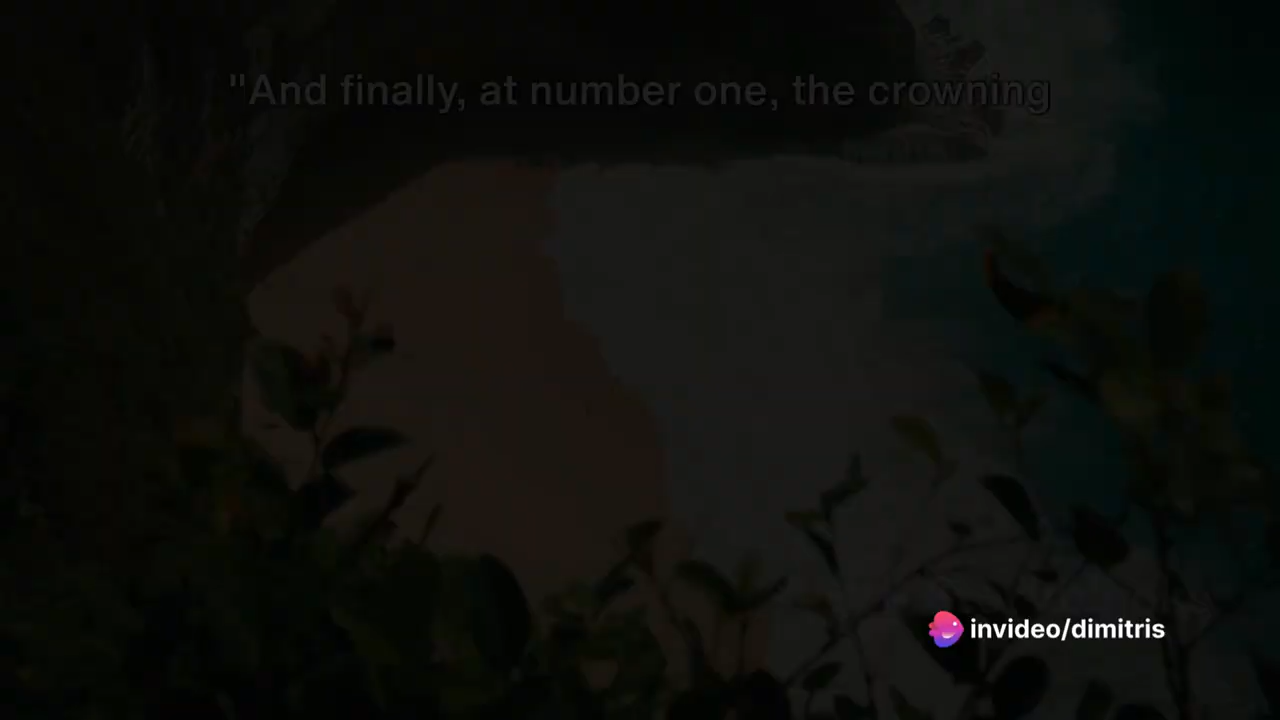 "And finally, at number one, the crowning
invideo/dimitris